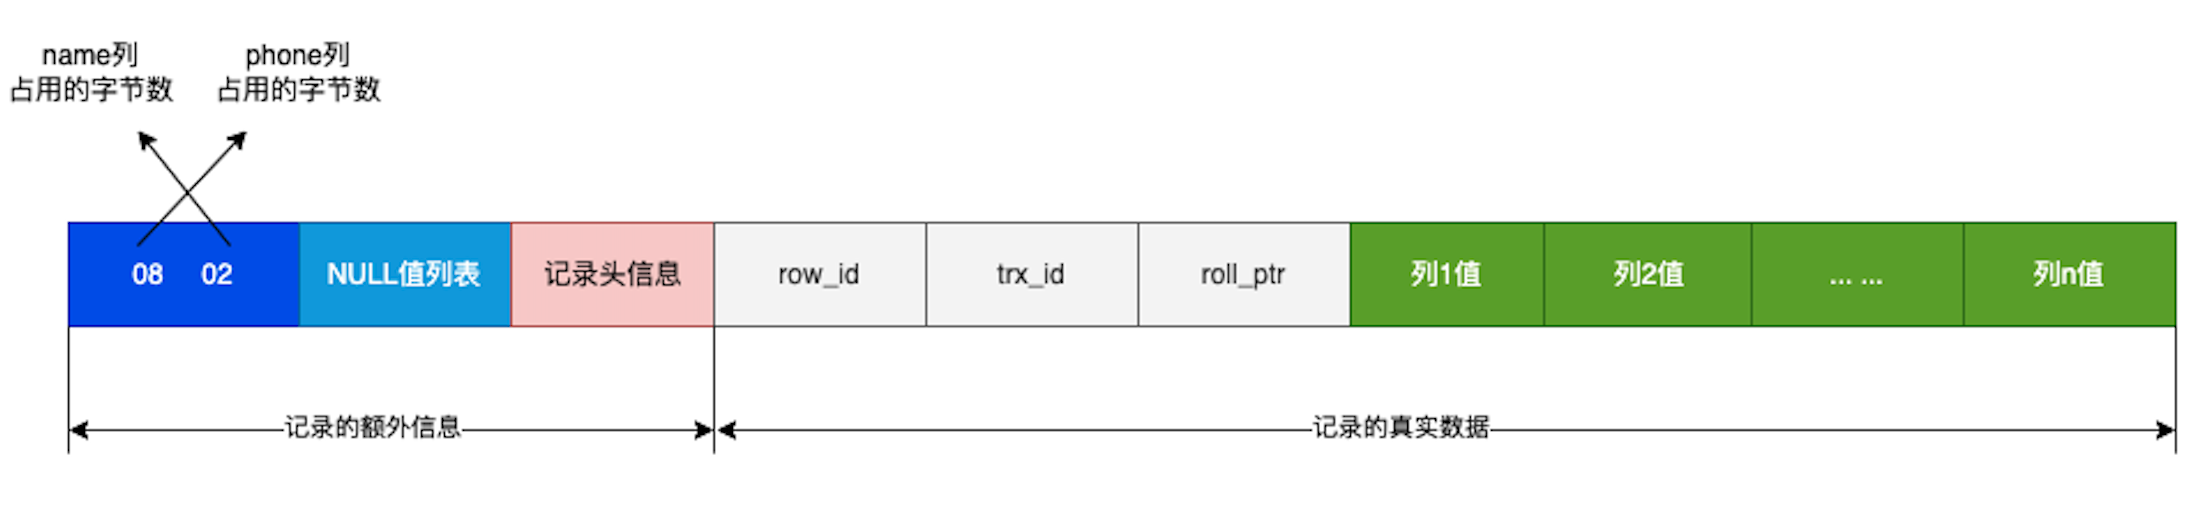 name列
占用的字节数
phone列
占用的字节数
08 02
NULL值列表
记录头信息
row_id
trx_id
roll_ptr
列1值
列2值
... ...
列n值
记录的额外信息
记录的真实数据